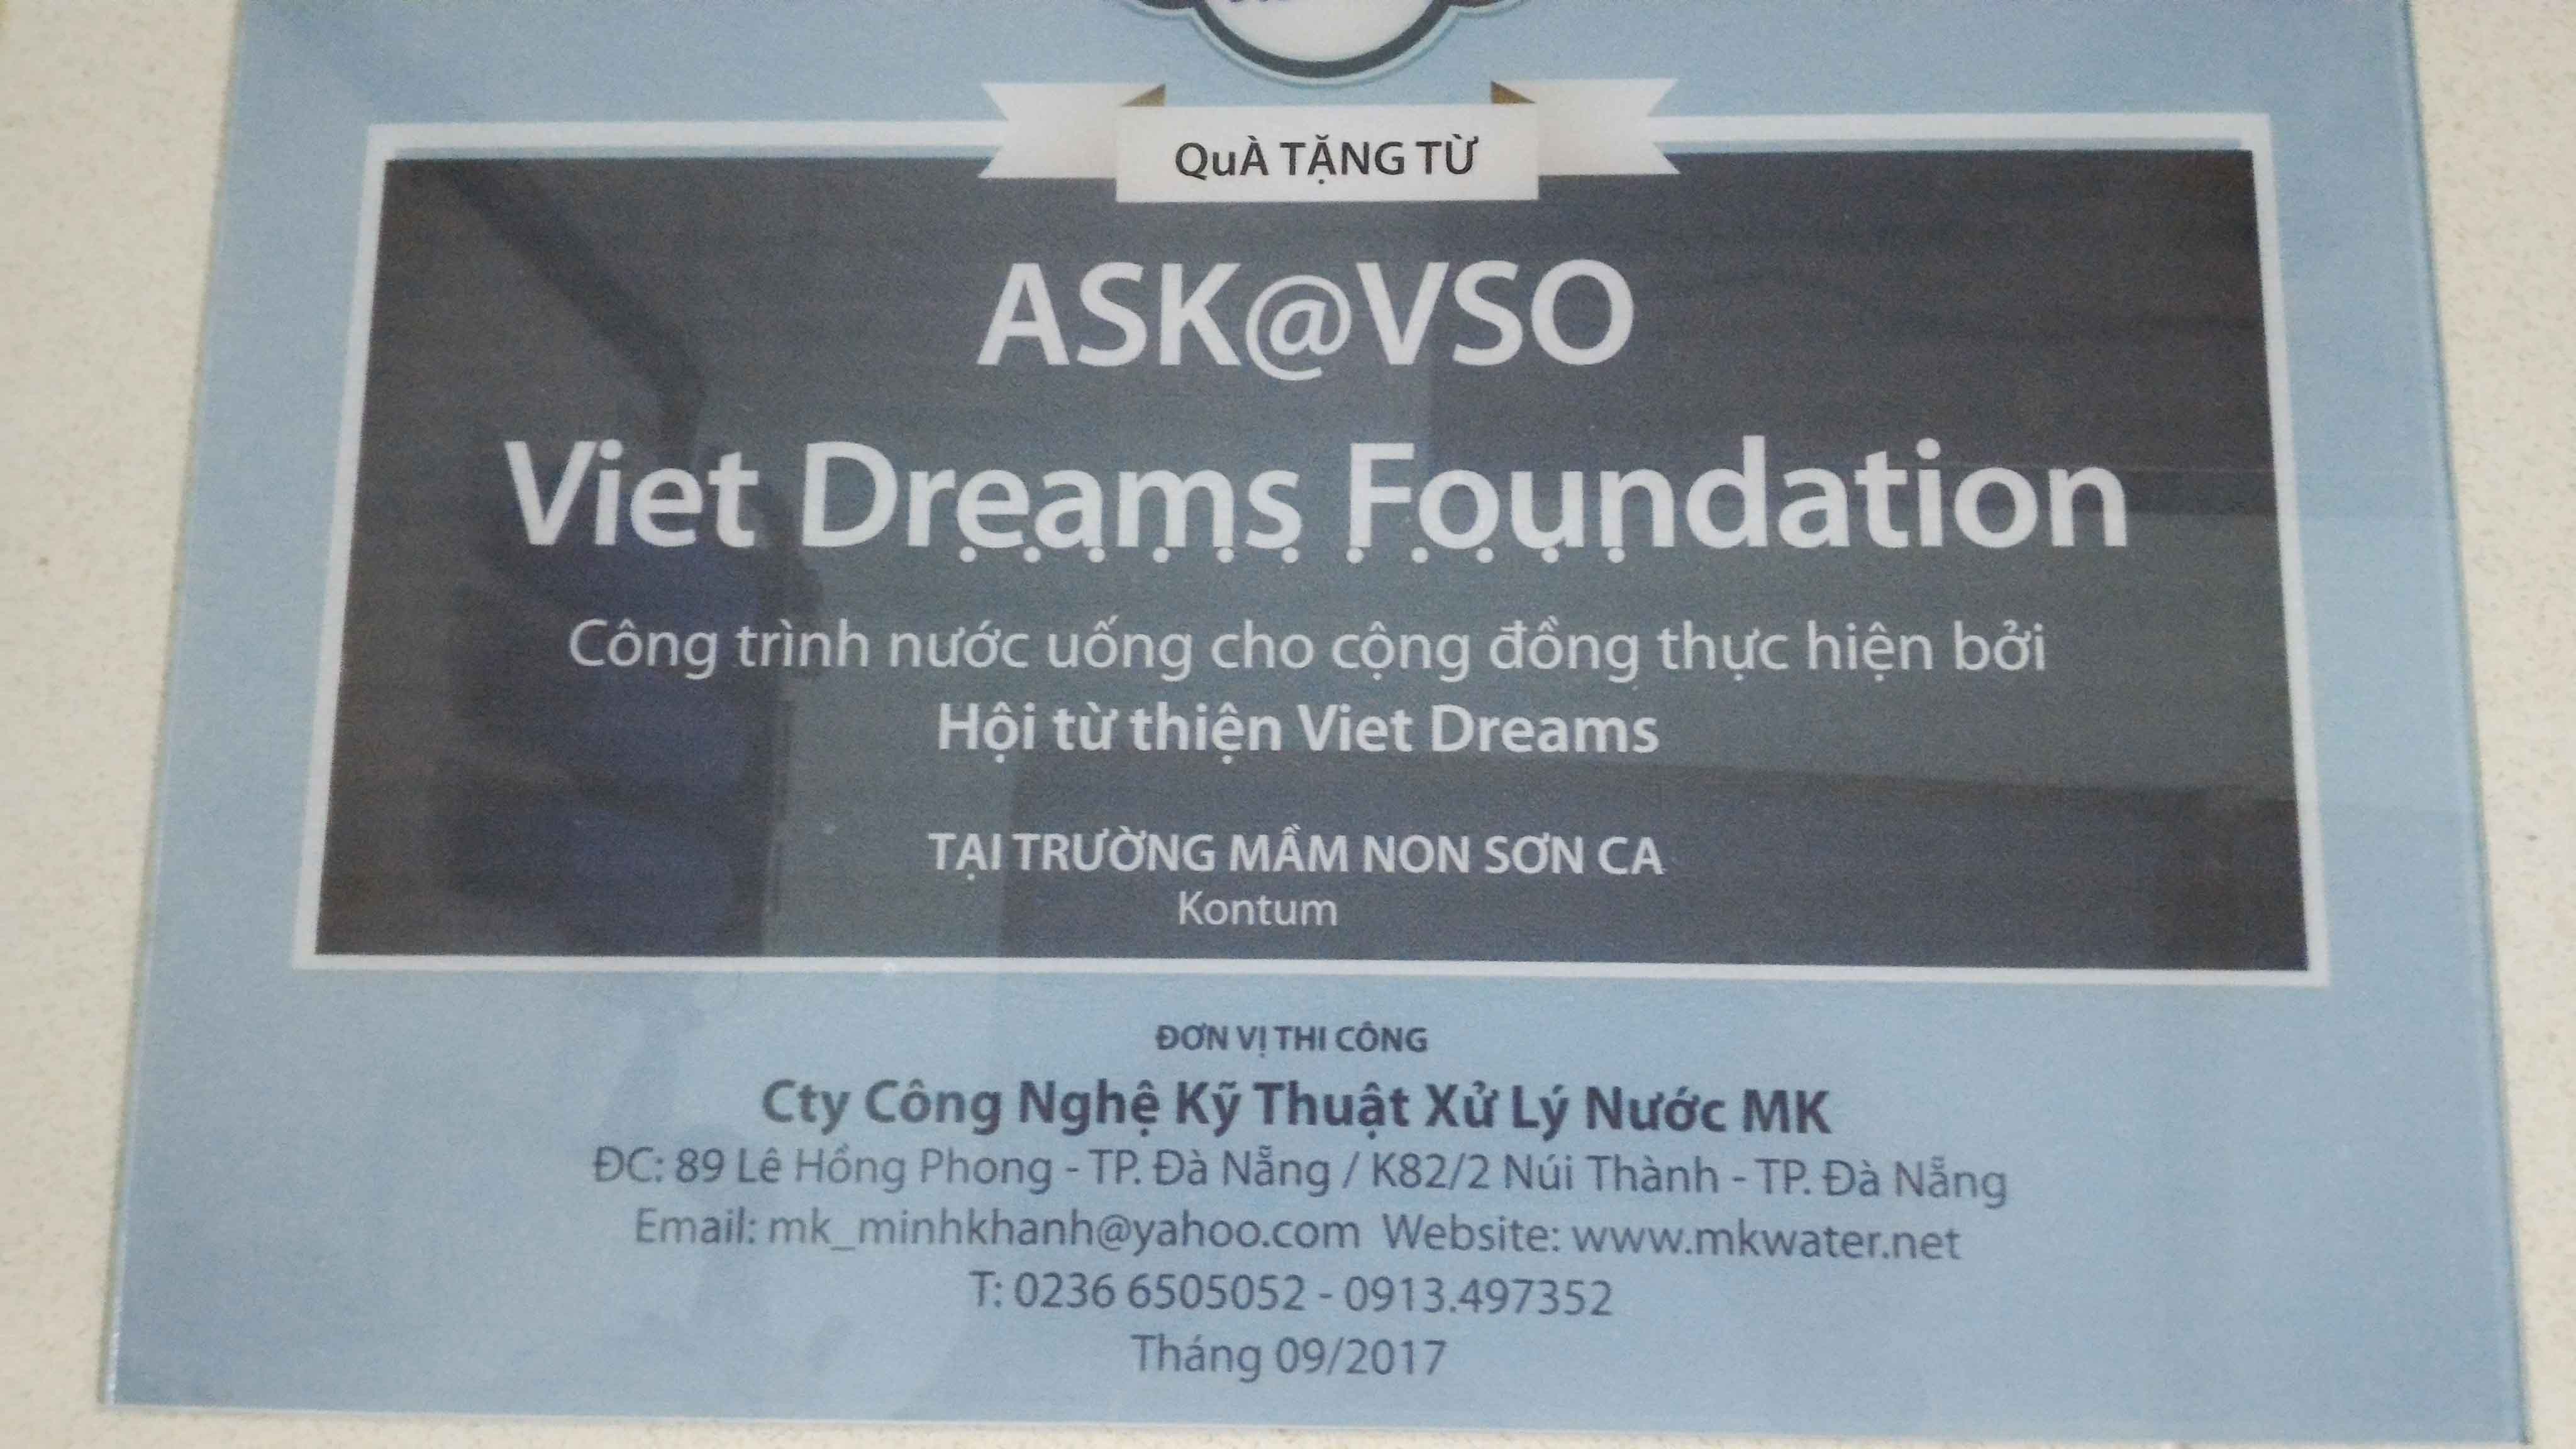 QuÀ TẶNG TỪ
ASK@VSO
Viet Dreams Foundation
Công trình nước uống cho cộng đồng thực hiện bởi
Hội từ thiện Viet Dreams
TẠI TRƯỜNG MẦM NON SƠN CA
Kontum
ĐƠN VỊ THI CÔNG
Cty Công Nghệ Kỹ Thuật Xử Lý Nước MK
ĐC: 89 Lê Hồng Phong - TP. Đà Nẵng / K82/2 Núi Thành - TP. Đà Nẵng
Email: mk_minhkhanh@yahoo.com Website: www.mkwater.net
T: 0236 6505052 - 0913.497352
Tháng 09/2017